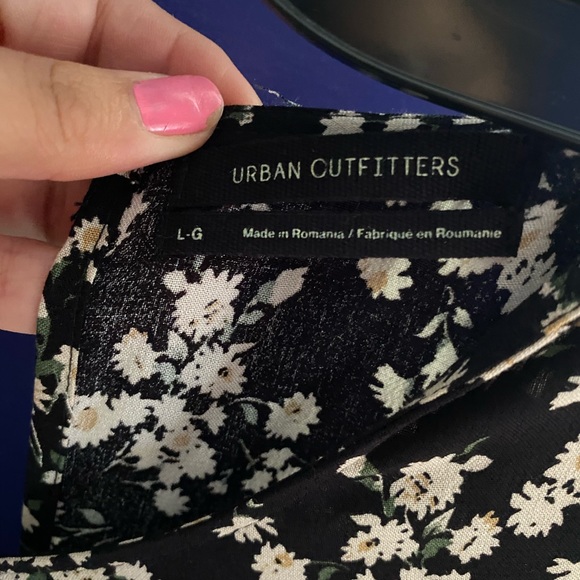 URBAN OUTFITTERS
L-G Made in Romania / Fabriqué en Roumanie